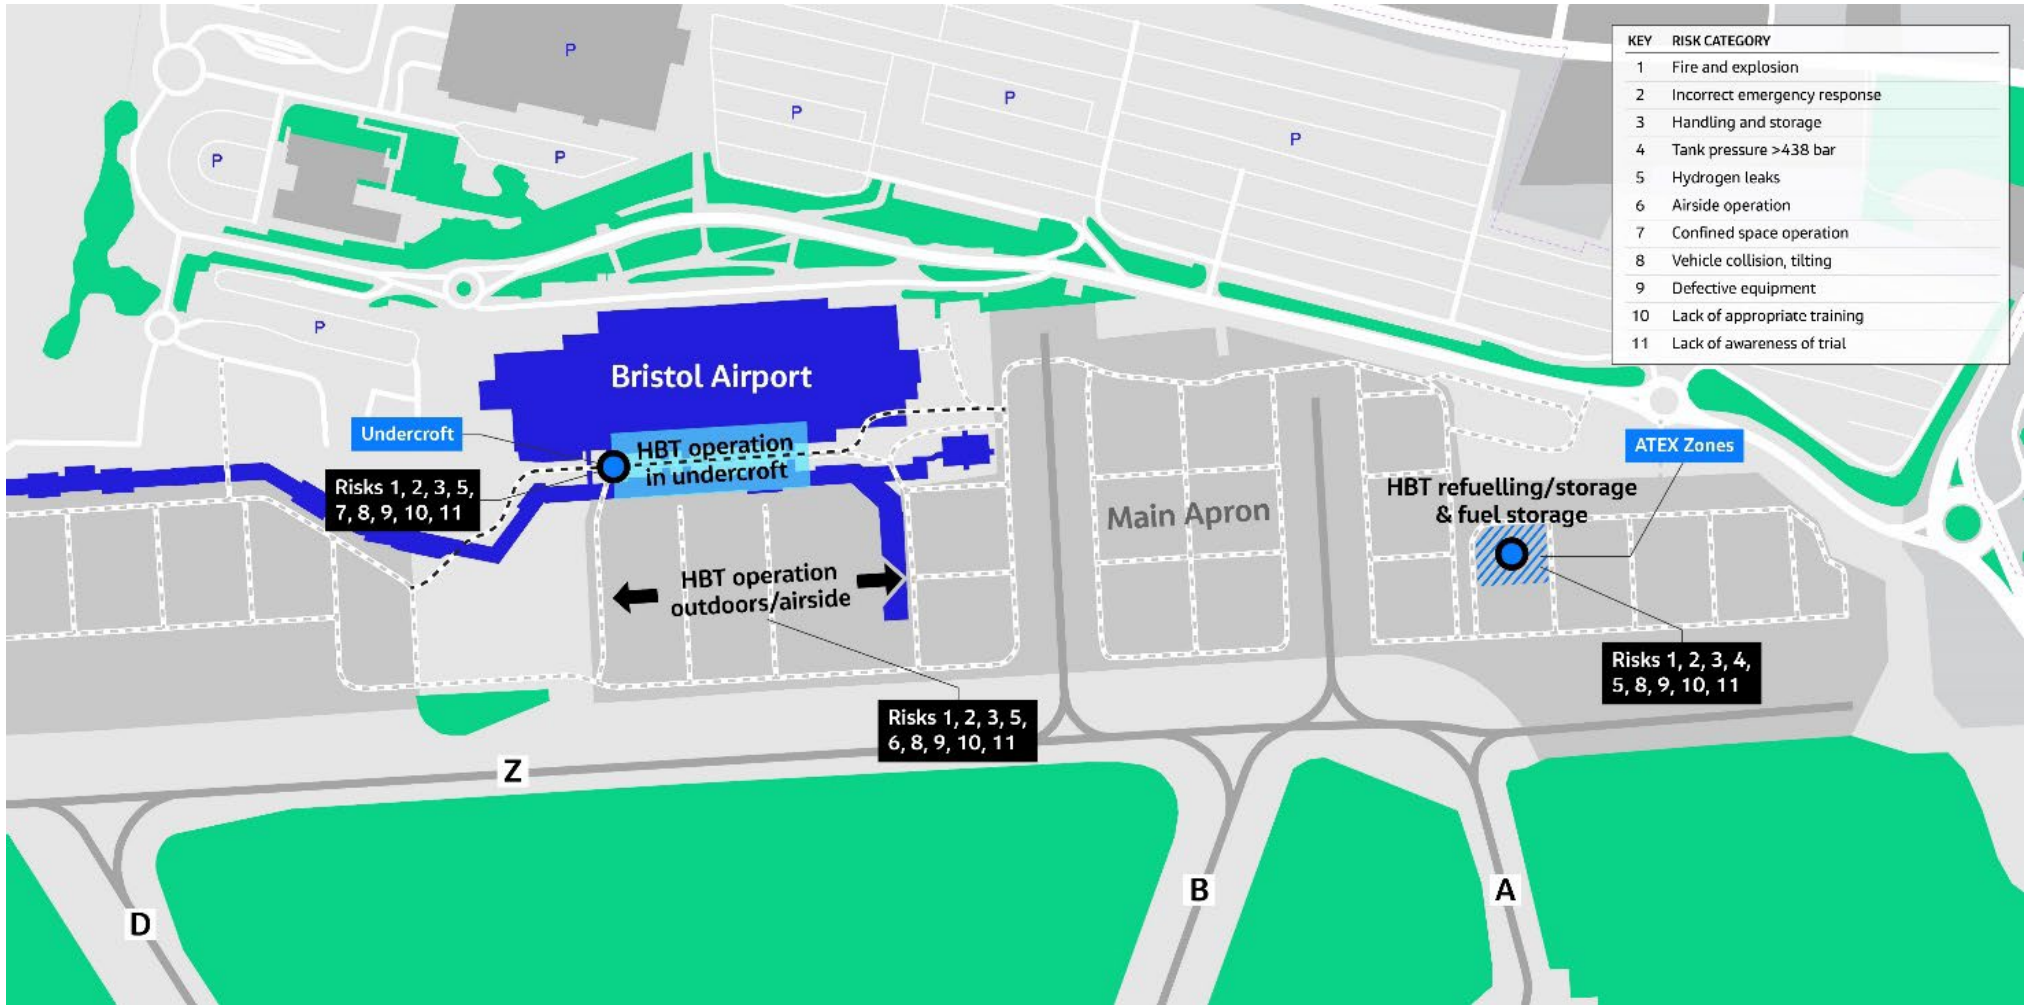 P
P
P
P
P
P
P
KEY RISK CATEGORY
1 Fire and explosion
2 Incorrect emergency response
3 Handling and storage
4 Tank pressure >438 bar
5 Hydrogen leaks
6 Airside operation
7 Confined space operation
8 Vehicle collision, tilting
9 Defective equipment
10 Lack of appropriate training
11 Lack of awareness of trial
Bristol Airport
Undercroft
HBT operation
in undercroft
Risks 1, 2, 3, 5,
7, 8, 9, 10, 11
ATEX Zones
HBT refuelling/storage
& fuel storage
Main Apron
HBT operation
outdoors/airside
Risks 1, 2, 3, 4,
5, 8, 9, 10, 11
Risks 1, 2, 3, 5,
6, 8, 9, 10, 11
Z
B
A
D